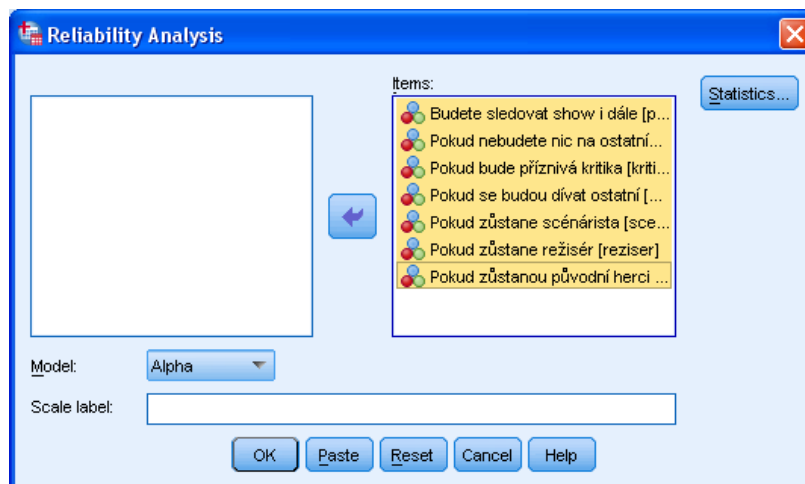 Reliability Analysis
Items:
Budete sledovat show i dále [p...
Pokud nebudete nic na ostatní...
Pokud bude příznivá kritika [kriti...
Pokud se budou dívat ostatní [...
Pokud zůstane scénárista [sce...
Pokud zůstane režisér [reziser]
Pokud zůstanou původní herci ...
Statistics...
Model:
Alpha
Scale label:
OK
Paste
Reset
Cancel
Help